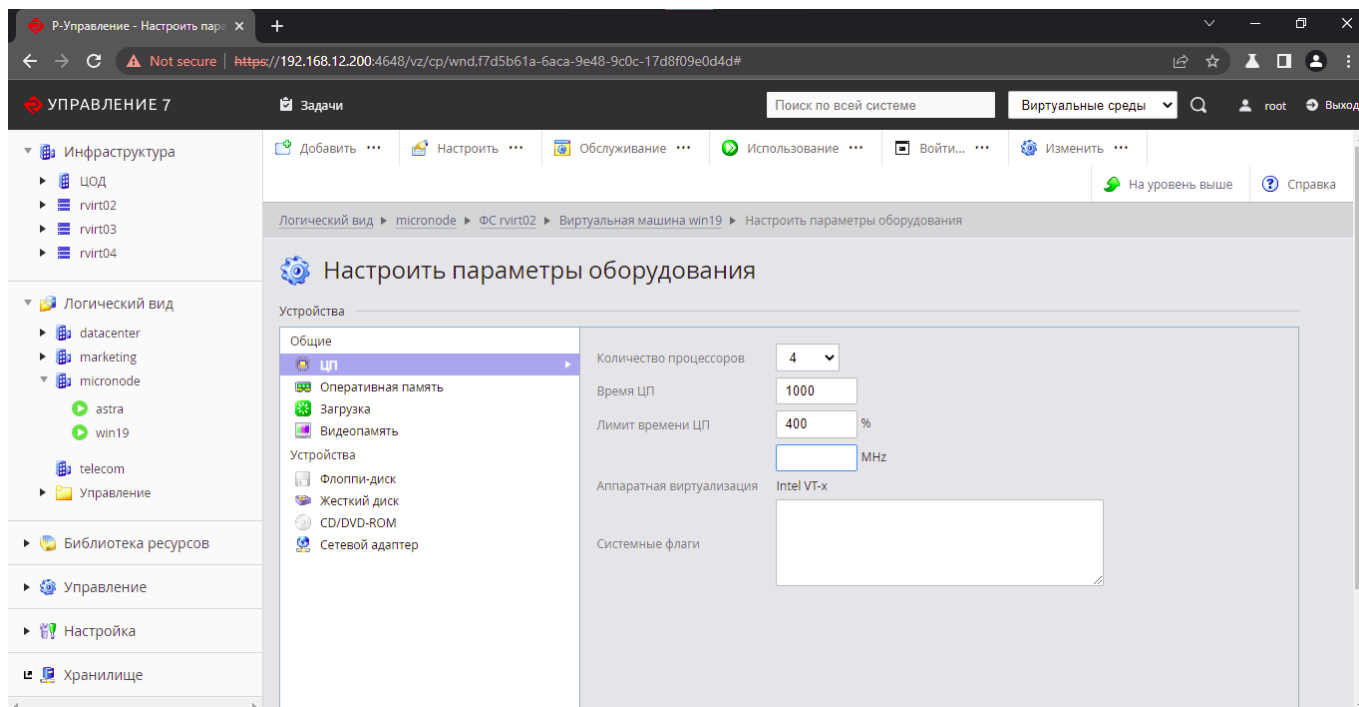 Р-Управление - Настроить пара
Not secure | https://192.168.12.200:4648/vz/cp/wnd,f7d5b61a-6aca-9e48-9c0c-17d8f09e0d4d#
УПРАВЛЕНИЕ 7
Задачи
Поиск по всей системе
Виртуальные среды
root
Выход
Инфраструктура
ЦОД
rvirt02
rvirt03
rvirt04
Логический вид
datacenter
marketing
micronode
astra
win19
telecom
Управление
Библиотека ресурсов
Управление
Настройка
Хранилище
Добавить ••• Настроить ••• Обслуживание ••• Использование ••• Войти... ••• Изменить •••
На уровень выше Справка
Логический вид ▸ micronode ▸ ФС rvirt02 ▸ Виртуальная машина win19 ▸ Настроить параметры оборудования
Настроить параметры оборудования
Устройства
Общие
ЦП
Оперативная память
Загрузка
Видеопамять
Устройства
Флоппи-диск
Жесткий диск
CD/DVD-ROM
Сетевой адаптер
Количество процессоров 4
Время ЦП 1000
Лимит времени ЦП 400 %
MHz
Аппаратная виртуализация Intel VT-x
Системные флаги